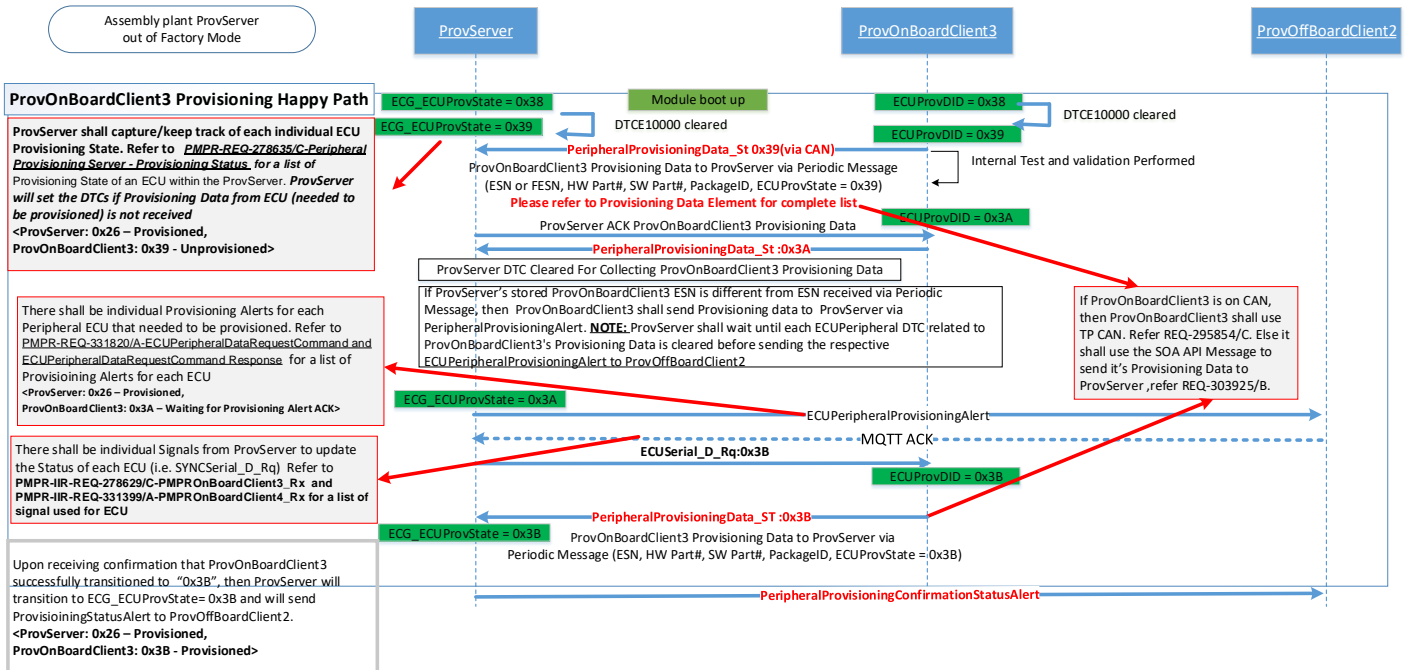 Assembly plant ProvServer
out of Factory Mode
ProvServer
ProvOnBoardClient3
ProvOffBoardClient2
ProvOnBoardClient3 Provisioning Happy Path
ECG_ECUProvState = 0x38
Module boot up
ECUProvDID = 0x38
DTCE10000 cleared
ECG_ECUProvState = 0x39
DTCE10000 cleared
ECUProvDID = 0x39
ProvServer shall capture/keep track of each individual ECU
Provisioning State. Refer to PMPR-REQ-278635/C-Peripheral
Provisioning Server - Provisioning Status for a list of
Provisioning State of an ECU within the ProvServer. ProvServer
will set the DTCs if Provisioning Data from ECU (needed to
be provisioned) is not received
<ProvServer: 0x26 – Provisioned,
ProvOnBoardClient3: 0x39 - Unprovisioned>
PeripheralProvisioningData_St 0x39(via CAN)
Internal Test and validation Performed
ProvOnBoardClient3 Provisioning Data to ProvServer via Periodic Message
(ESN or FESN, HW Part#, SW Part#, PackageID, ECUProvState = 0x39)
Please refer to Provisioning Data Element for complete list
ECUProvDID = 0x3A
ProvServer ACK ProvOnBoardClient3 Provisioning Data
PeripheralProvisioningData_St :0x3A
ProvServer DTC Cleared For Collecting ProvOnBoardClient3 Provisioning Data
If ProvServer's stored ProvOnBoardClient3 ESN is different from ESN received via Periodic
Message, then ProvOnBoardClient3 shall send Provisioning data to ProvServer via
PeripheralProvisioningAlert. NOTE: ProvServer shall wait until each ECUPeripheral DTC related to
ProvOnBoardClient3's Provisioning Data is cleared before sending the respective
ECUPeripheralProvisioningAlert to ProvOffBoardClient2
If ProvOnBoardClient3 is on CAN,
then ProvOnBoardClient3 shall use
TP CAN. Refer REQ-295854/C. Else it
shall use the SOA API Message to
send it's Provisioning Data to
ProvServer ,refer REQ-303925/B.
There shall be individual Provisioning Alerts for each
Peripheral ECU that needed to be provisioned. Refer to
PMPR-REQ-331820/A-ECUPeripheralDataRequestCommand and
ECUPeripheralDataRequestCommand Response for a list of
Provisioining Alerts for each ECU
<ProvServer: 0x26 – Provisioned,
ProvOnBoardClient3: 0x3A – Waiting for Provisioning Alert ACK>
ECG_ECUProvState = 0x3A
ECUPeripheralProvisioningAlert
MQTT ACK
There shall be individual Signals from ProvServer to update
the Status of each ECU (i.e. SYNCSerial_D_Rq) Refer to
PMPR-IIR-REQ-278629/C-PMPROnBoardClient3_Rx and
PMPR-IIR-REQ-331399/A-PMPROnBoardClient4_Rx for a list of
signal used for ECU
ECUSerial_D_Rq:0x3B
ECUProvDID = 0x3B
PeripheralProvisioningData_ST :0x3B
ECG_ECUProvState = 0x3B
ProvOnBoardClient3 Provisioning Data to ProvServer via
Periodic Message (ESN, HW Part#, SW Part#, PackageID, ECUProvState = 0x3B)
Upon receiving confirmation that ProvOnBoardClient3
successfully transitioned to "0x3B", then ProvServer will
transition to ECG_ECUProvState= 0x3B and will send
ProvisioiningStatusAlert to ProvOffBoardClient2.
<ProvServer: 0x26 – Provisioned,
ProvOnBoardClient3: 0x3B - Provisioned>
PeripheralProvisioningConfirmationStatusAlert